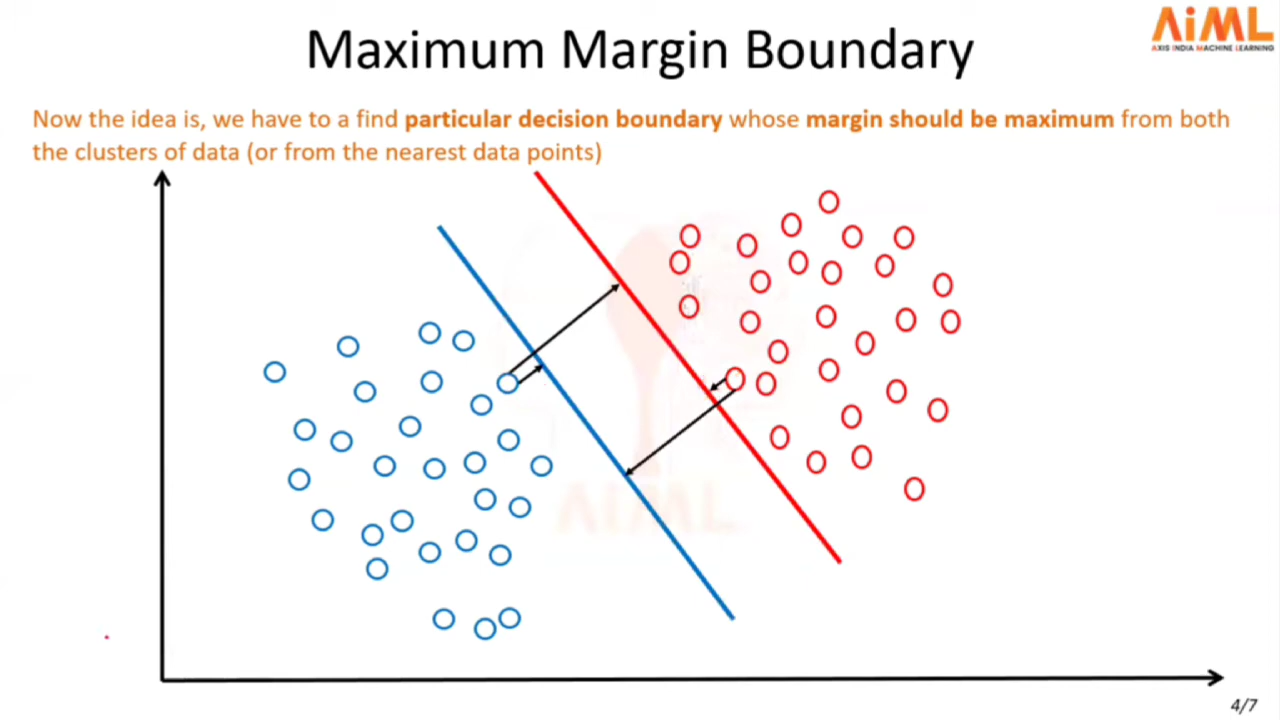 AiML
AXIS INDIA MACHINE LEARNING
Maximum Margin Boundary
Now the idea is, we have to a find particular decision boundary whose margin should be maximum from both
the clusters of data (or from the nearest data points)
AiML
4/7